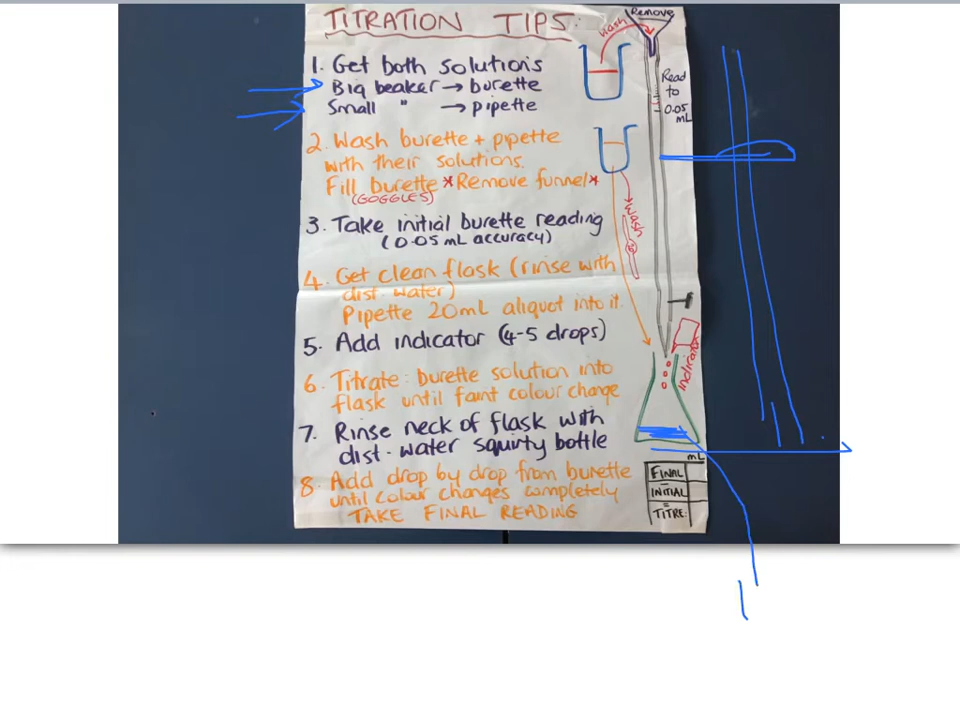 TITRATION TIPS:
1. Get both solutions
Big beaker → burette
Small " → pipette
2. Wash burette + pipette
with their solutions.
Fill burette *Remove funnel*
(GOGGLES)
3. Take initial burette reading
(0.05 mL accuracy)
4. Get clean flask (rinse with
dist. water)
Pipette 20mL aliquot into it.
5. Add indicator (4-5 drops)
6. Titrate: burette solution into
flask until faint colour change
7. Rinse neck of flask with
dist. water squirty bottle
8. Add drop by drop from burette
until colour changes completely
TAKE FINAL READING
Wash
Remove
Read
to
0.05
mL
Wash
Indicator
mL
FINAL
-
INITIAL
=
TITRE: